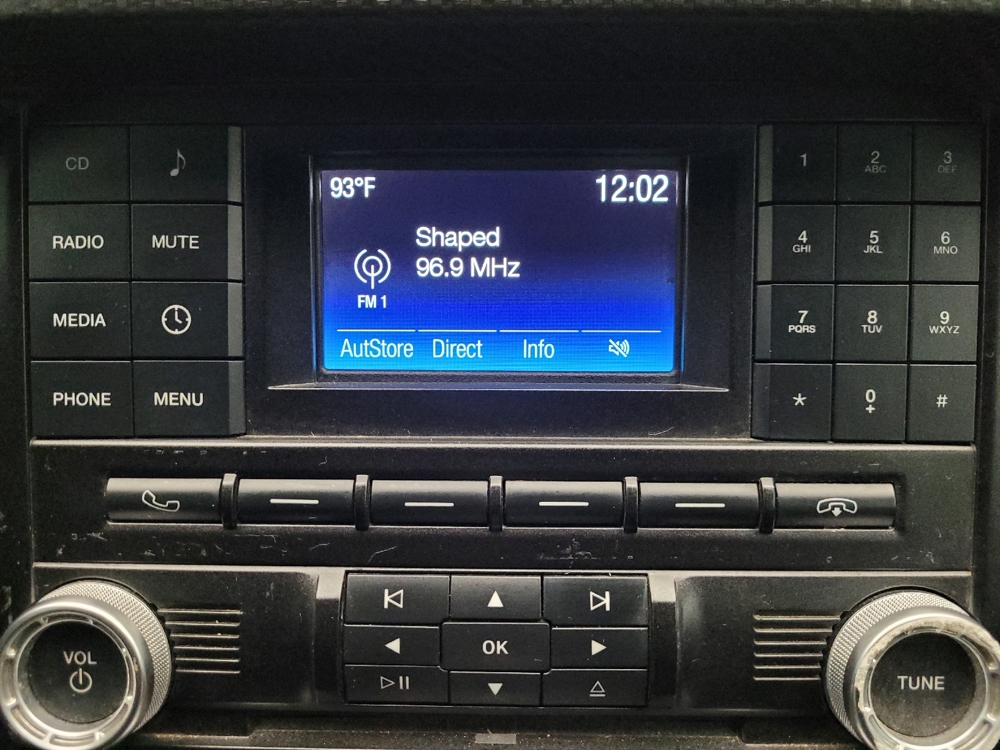 93°F 12:02
Shaped
96.9 MHz
FM 1
AutStore Direct Info
CD
RADIO MUTE
MEDIA
PHONE MENU
1 2 ABC 3 DEF
4 GHI 5 JKL 6 MNO
7 PQRS 8 TUV 9 WXYZ
* 0 + #
VOL
OK
TUNE